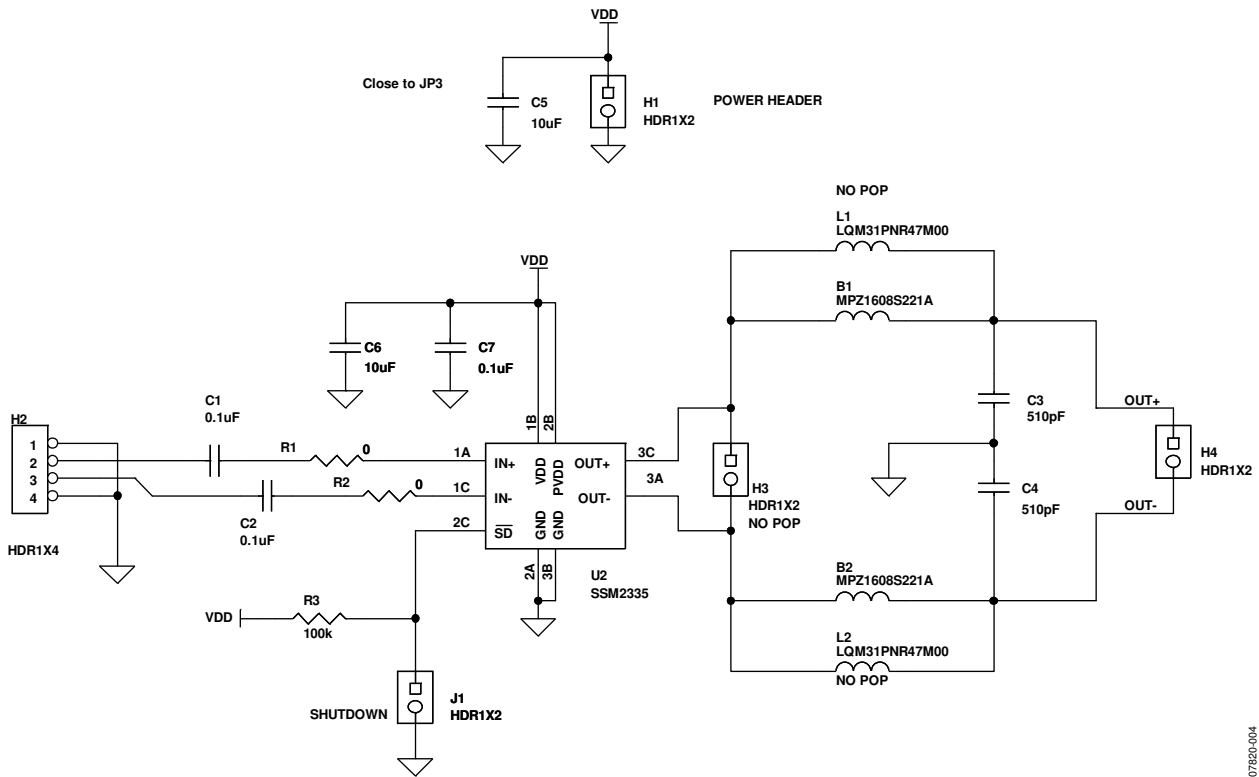 VDD
Close to JP3
C5
10uF
H1
HDR1X2
POWER HEADER
NO POP
L1
LQM31PNR47M00
B1
MPZ1608S221A
VDD
C6
10uF
C7
0.1uF
C1
0.1uF
H2
1
2
3
4
HDR1X4
R1
0
R2
0
C2
0.1uF
1B
2B
1A
1C
2C
IN+
IN-
SD
VDD
PVDD
OUT+
OUT-
GND
GND
3C
3A
2A
3B
U2
SSM2335
H3
HDR1X2
NO POP
C3
510pF
C4
510pF
OUT+
OUT-
H4
HDR1X2
B2
MPZ1608S221A
L2
LQM31PNR47M00
NO POP
VDD
R3
100k
SHUTDOWN
J1
HDR1X2
07820-004